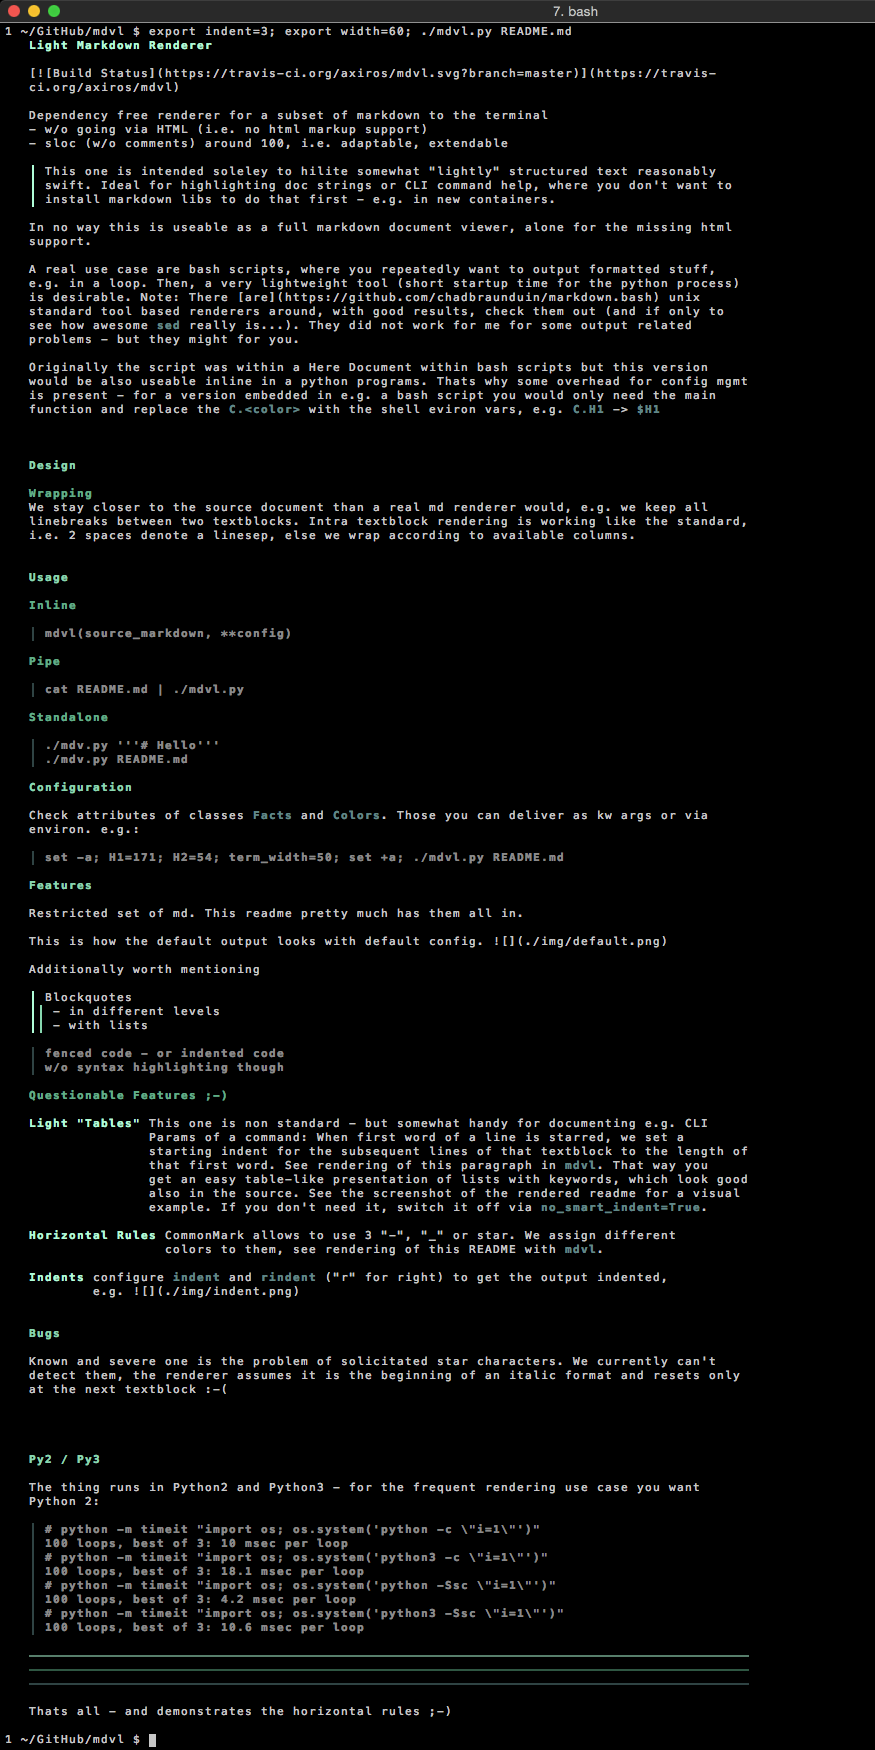 7. bash
1 ~/GitHub/mdvl $ export indent=3; export width=60; ./mdvl.py README.md
Light Markdown Renderer
[![Build Status](https://travis-ci.org/axiros/mdvl.svg?branch=master)](https://travis-
ci.org/axiros/mdvl)
Dependency free renderer for a subset of markdown to the terminal
- w/o going via HTML (i.e. no html markup support)
- sloc (w/o comments) around 100, i.e. adaptable, extendable
This one is intended soleley to hilite somewhat "lightly" structured text reasonably
swift. Ideal for highlighting doc strings or CLI command help, where you don't want to
install markdown libs to do that first - e.g. in new containers.
In no way this is useable as a full markdown document viewer, alone for the missing html
support.
A real use case are bash scripts, where you repeatedly want to output formatted stuff,
e.g. in a loop. Then, a very lightweight tool (short startup time for the python process)
is desirable. Note: There [are](https://github.com/chadbraunduin/markdown.bash) unix
standard tool based renderers around, with good results, check them out (and if only to
see how awesome sed really is...). They did not work for me for some output related
problems - but they might for you.
Originally the script was within a Here Document within bash scripts but this version
would be also useable inline in a python programs. Thats why some overhead for config mgmt
is present - for a version embedded in e.g. a bash script you would only need the main
function and replace the C.<color> with the shell eviron vars, e.g. C.H1 -> $H1
Design
Wrapping
We stay closer to the source document than a real md renderer would, e.g. we keep all
linebreaks between two textblocks. Intra textblock rendering is working like the standard,
i.e. 2 spaces denote a linesep, else we wrap according to available columns.
Usage
Inline
mdvl(source_markdown, **config)
Pipe
cat README.md | ./mdvl.py
Standalone
./mdv.py '''# Hello'''
./mdv.py README.md
Configuration
Check attributes of classes Facts and Colors. Those you can deliver as kw args or via
environ. e.g.:
set -a; H1=171; H2=54; term_width=50; set +a; ./mdvl.py README.md
Features
Restricted set of md. This readme pretty much has them all in.
This is how the default output looks with default config. ![](./img/default.png)
Additionally worth mentioning
Blockquotes
- in different levels
- with lists
fenced code - or indented code
w/o syntax highlighting though
Questionable Features ;-)
Light "Tables" This one is non standard - but somewhat handy for documenting e.g. CLI
Params of a command: When first word of a line is starred, we set a
starting indent for the subsequent lines of that textblock to the length of
that first word. See rendering of this paragraph in mdvl. That way you
get an easy table-like presentation of lists with keywords, which look good
also in the source. See the screenshot of the rendered readme for a visual
example. If you don't need it, switch it off via no_smart_indent=True.
Horizontal Rules CommonMark allows to use 3 "-", "_" or star. We assign different
colors to them, see rendering of this README with mdvl.
Indents configure indent and rindent ("r" for right) to get the output indented,
e.g. ![](./img/indent.png)
Bugs
Known and severe one is the problem of solicitated star characters. We currently can't
detect them, the renderer assumes it is the beginning of an italic format and resets only
at the next textblock :-(
Py2 / Py3
The thing runs in Python2 and Python3 - for the frequent rendering use case you want
Python 2:
# python -m timeit "import os; os.system('python -c \"i=1\"')"
100 loops, best of 3: 10 msec per loop
# python -m timeit "import os; os.system('python3 -c \"i=1\"')"
100 loops, best of 3: 18.1 msec per loop
# python -m timeit "import os; os.system('python -Ssc \"i=1\"')"
100 loops, best of 3: 4.2 msec per loop
# python -m timeit "import os; os.system('python3 -Ssc \"i=1\"')"
100 loops, best of 3: 10.6 msec per loop
Thats all - and demonstrates the horizontal rules ;-)
1 ~/GitHub/mdvl $